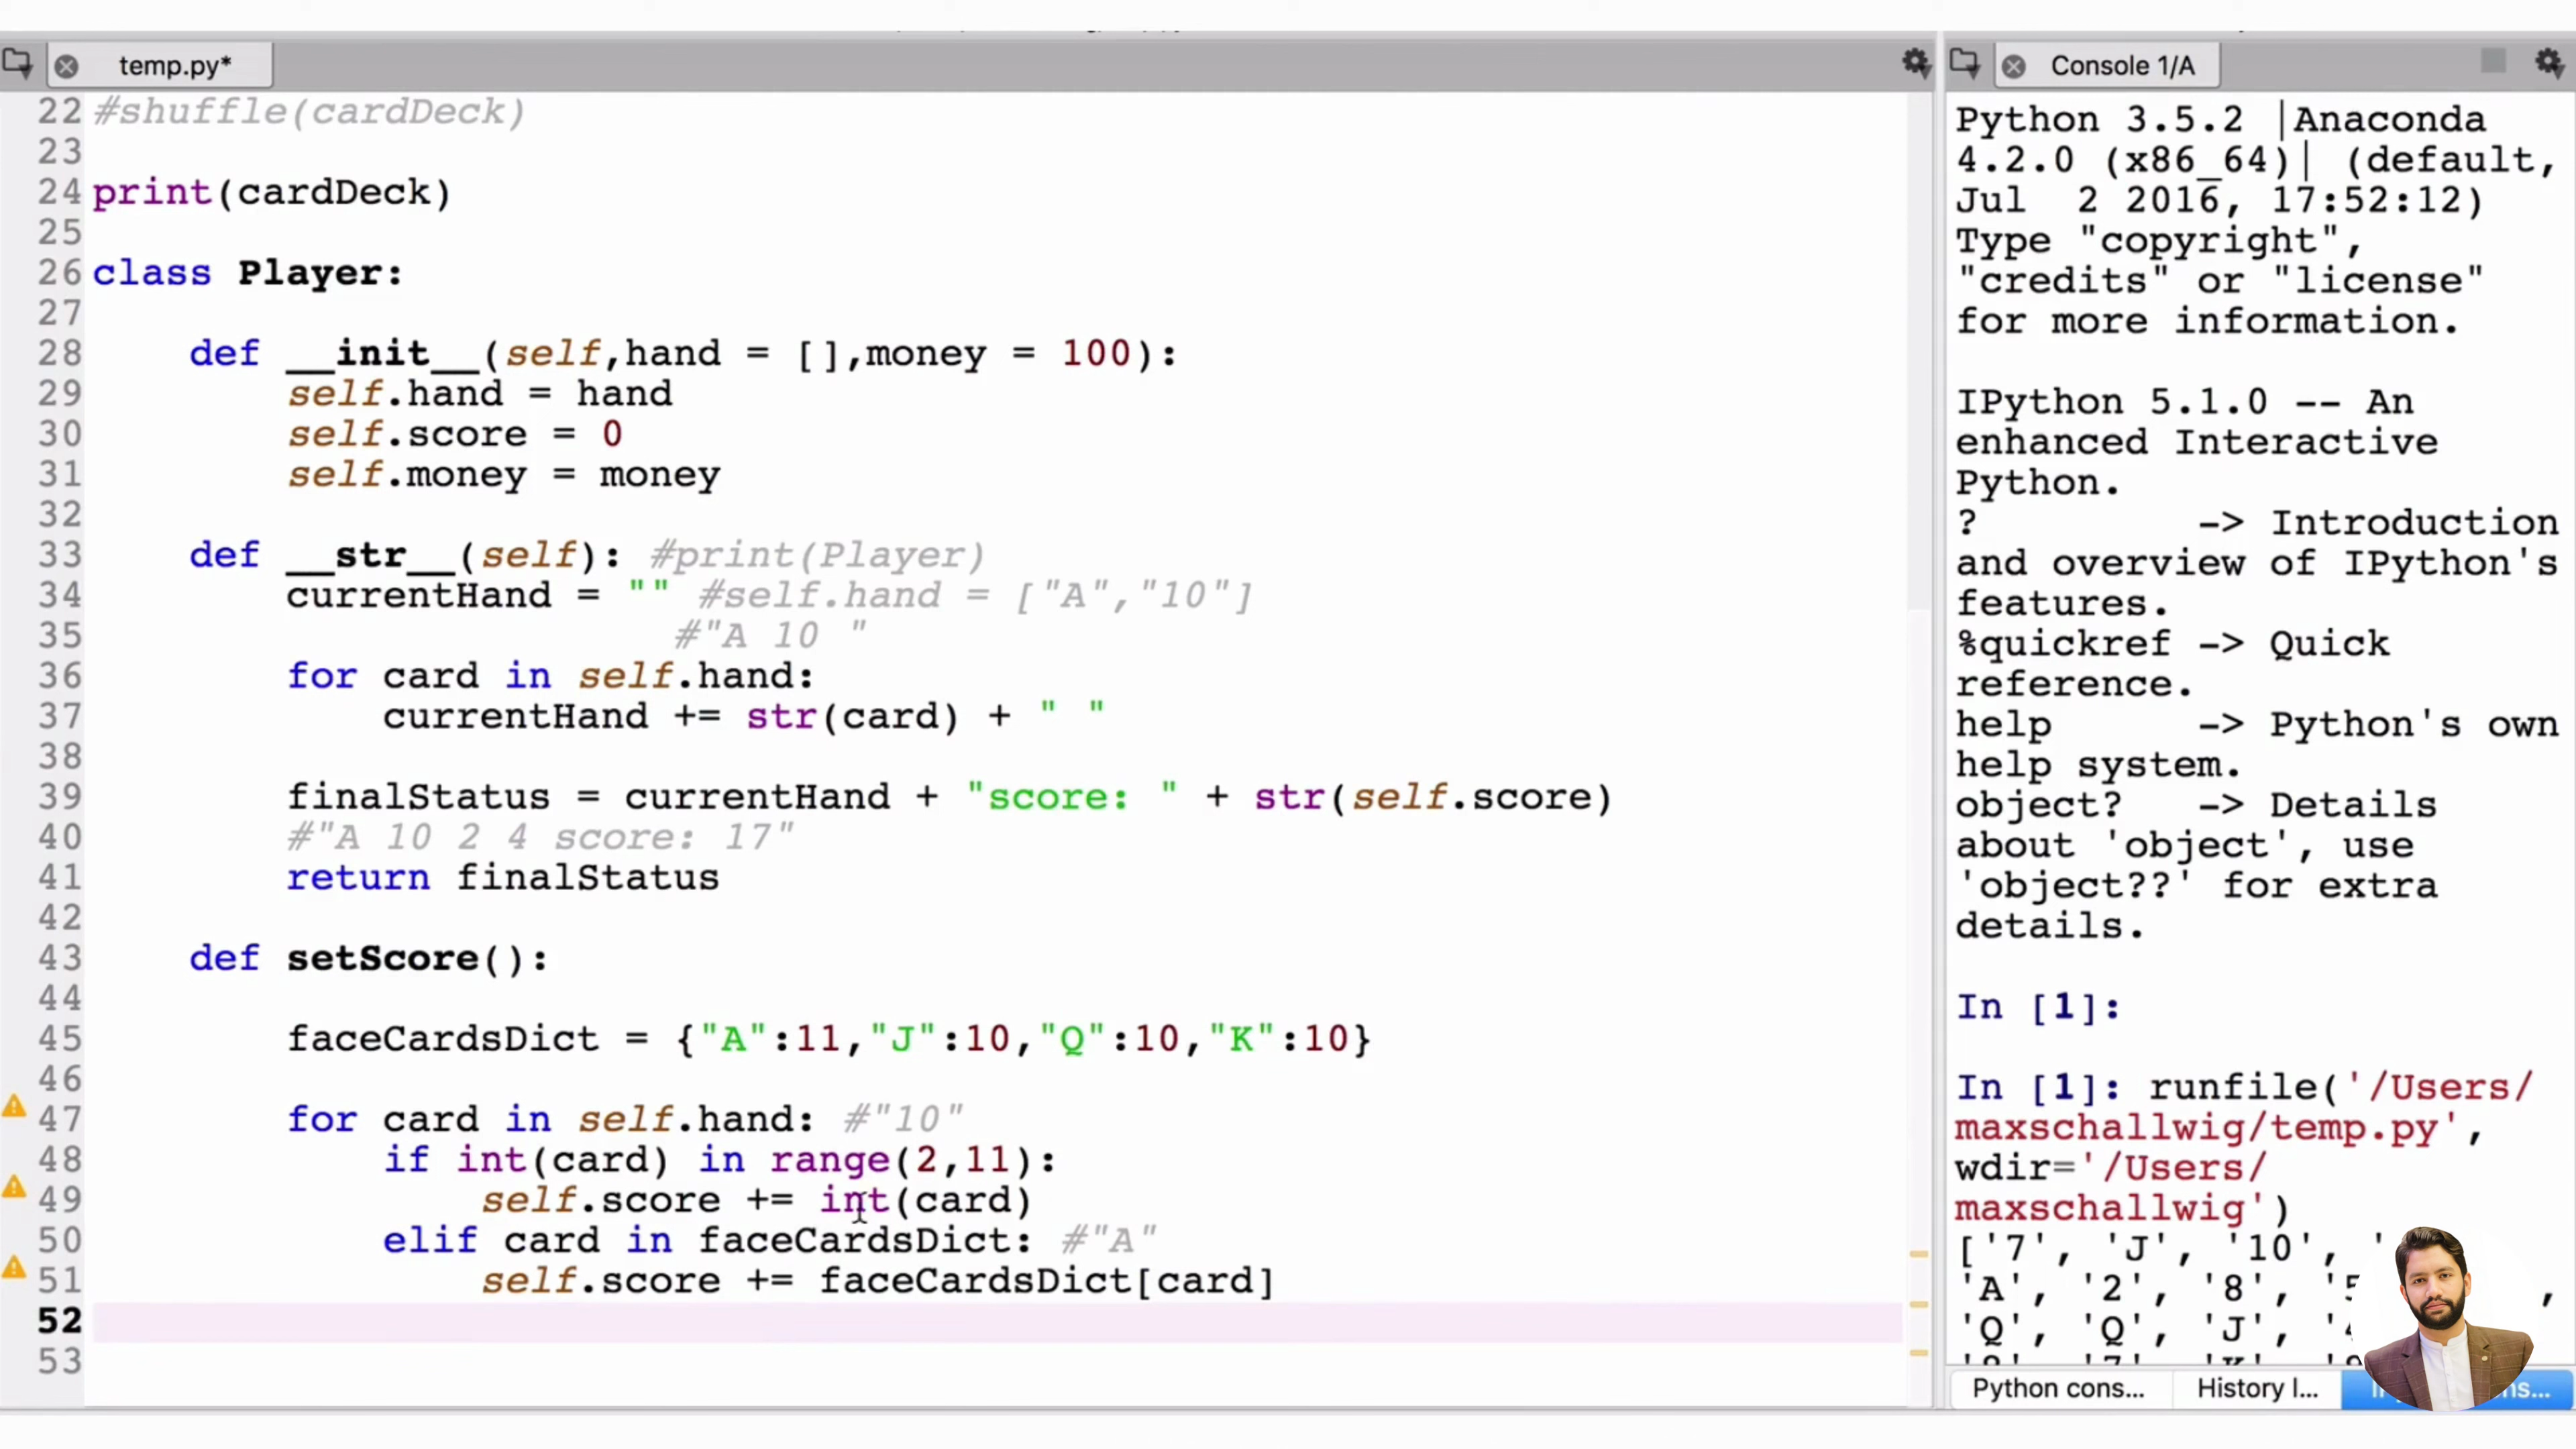 temp.py*
22 #shuffle(cardDeck)
23
24 print(cardDeck)
25
26 class Player:
27
28     def __init__(self,hand = [],money = 100):
29         self.hand = hand
30         self.score = 0
31         self.money = money
32
33     def __str__(self): #print(Player)
34         currentHand = "" #self.hand = ["A","10"]
35                         #"A 10 "
36         for card in self.hand:
37             currentHand += str(card) + " "
38
39         finalStatus = currentHand + "score: " + str(self.score)
40         #"A 10 2 4 score: 17"
41         return finalStatus
42
43     def setScore():
44
45         faceCardsDict = {"A":11,"J":10,"Q":10,"K":10}
46
47         for card in self.hand: #"10"
48             if int(card) in range(2,11):
49                 self.score += int(card)
50             elif card in faceCardsDict: #"A"
51                 self.score += faceCardsDict[card]
52
53
Console 1/A
Python 3.5.2 |Anaconda
4.2.0 (x86_64)| (default,
Jul  2 2016, 17:52:12)
Type "copyright",
"credits" or "license"
for more information.
IPython 5.1.0 -- An
enhanced Interactive
Python.
?         -> Introduction
and overview of IPython's
features.
%quickref -> Quick
reference.
help      -> Python's own
help system.
object?   -> Details
about 'object', use
'object??' for extra
details.
In [1]:
In [1]: runfile('/Users/
maxschallwig/temp.py',
wdir='/Users/
maxschallwig')
['7', 'J', '10',
'A', '2', '8',
'Q', 'Q', 'J',
Python cons...
History l...